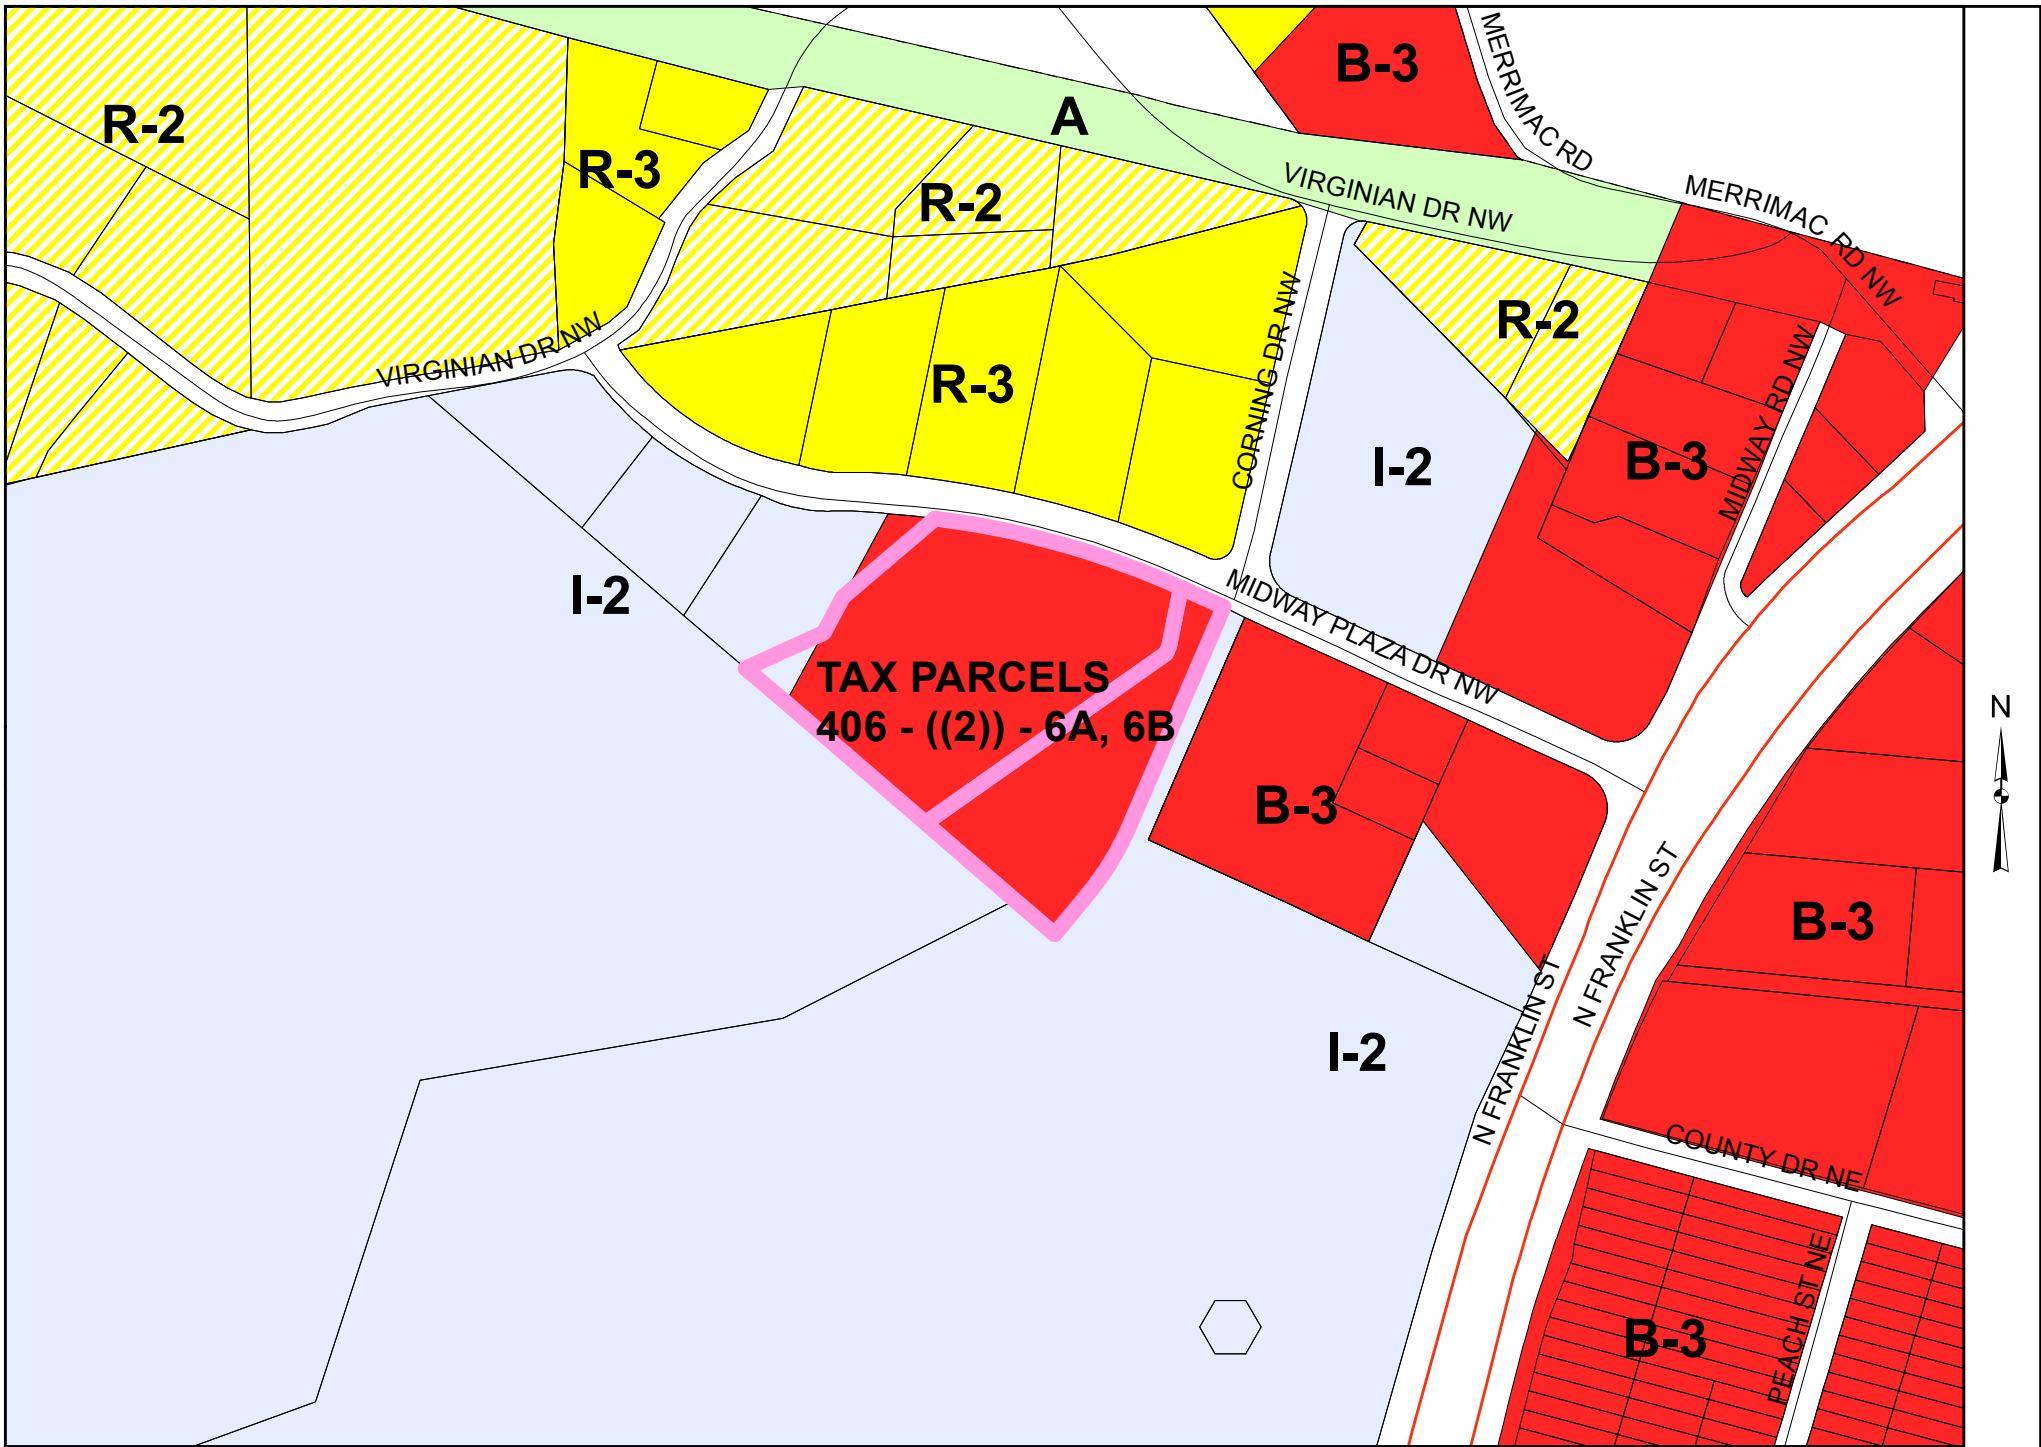 B-3
MERRIMAC RD
A
R-2
R-3
R-2
VIRGINIAN DR NW
MERRIMAC RD NW
R-2
VIRGINIAN DR NW
R-3
CORNING DR NW
MIDWAY RD NW
I-2
B-3
I-2
MIDWAY PLAZA DR NW
TAX PARCELS
406 - ((2)) - 6A, 6B
N
B-3
B-3
N FRANKLIN ST
N FRANKLIN ST
I-2
COUNTY DR NE
PEACH ST NE
B-3